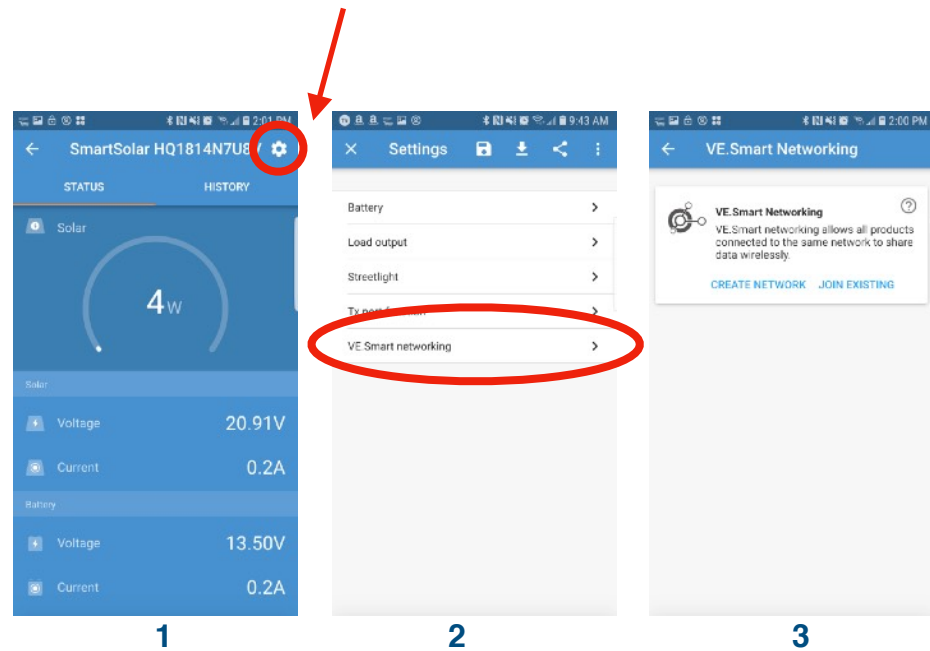 2:01 PM
SmartSolar HQ1814N7U8
STATUS HISTORY
Solar
4W
Solar
Voltage 20.91V
Current 0.2A
Battery
Voltage 13.50V
Current 0.2A
1
9:43 AM
Settings
Battery
Load output
Streetlight
Tx port
VE.Smart networking
2
2:00 PM
VE.Smart Networking
VE.Smart Networking
VE.Smart networking allows all products
connected to the same network to share
data wirelessly.
CREATE NETWORK JOIN EXISTING
3